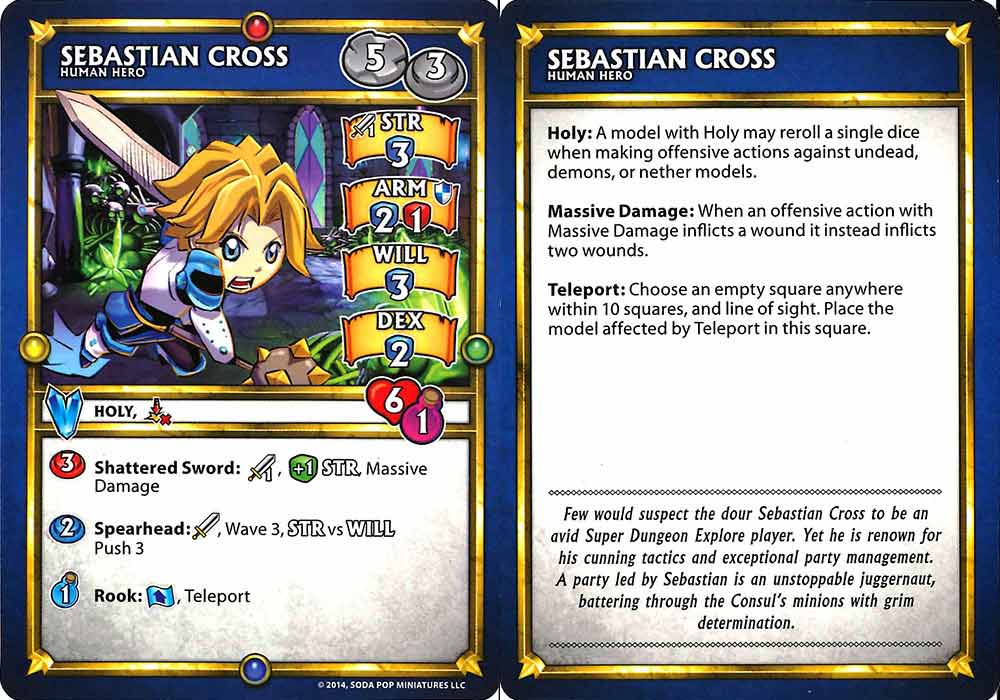 SEBASTIAN CROSS
HUMAN HERO
5
3
STR
3
ARM
2 1
WILL
3
DEX
2
HOLY,
6
1
3 Shattered Sword: 1, +1 STR, Massive
Damage
2 Spearhead: , Wave 3, STR vs WILL
Push 3
1 Rook: , Teleport
© 2014, SODA POP MINIATURES LLC
SEBASTIAN CROSS
HUMAN HERO
Holy: A model with Holy may reroll a single dice
when making offensive actions against undead,
demons, or nether models.
Massive Damage: When an offensive action with
Massive Damage inflicts a wound it instead inflicts
two wounds.
Teleport: Choose an empty square anywhere
within 10 squares, and line of sight. Place the
model affected by Teleport in this square.
Few would suspect the dour Sebastian Cross to be an
avid Super Dungeon Explore player. Yet he is renown for
his cunning tactics and exceptional party management.
A party led by Sebastian is an unstoppable juggernaut,
battering through the Consul's minions with grim
determination.